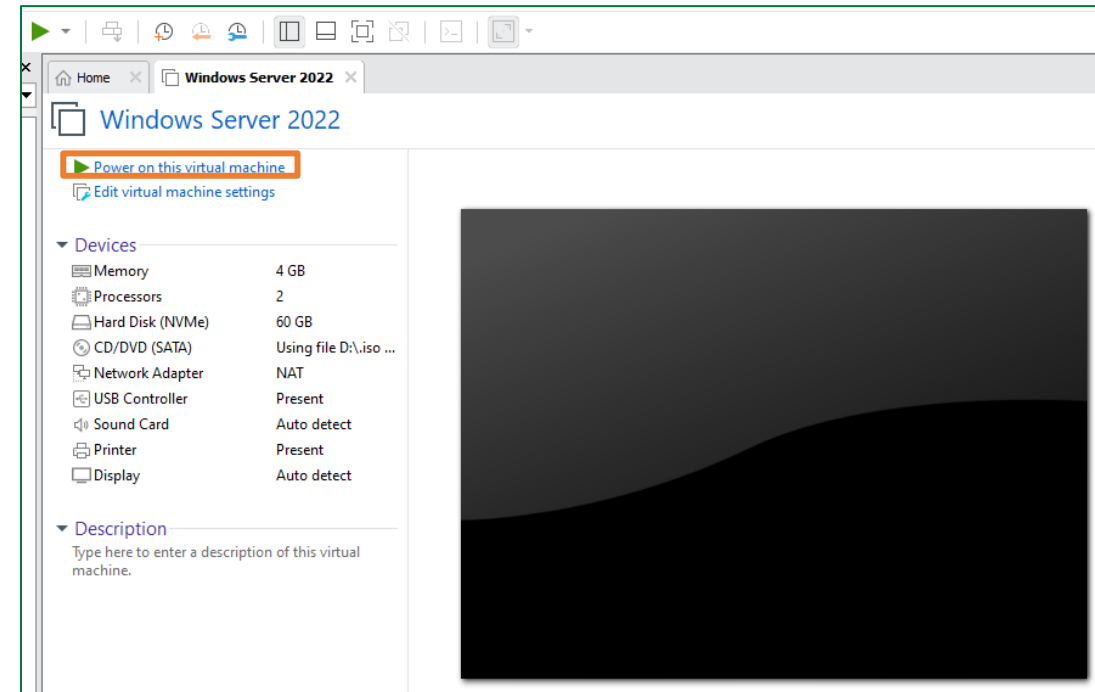 Home
Windows Server 2022
Windows Server 2022
Power on this virtual machine
Edit virtual machine settings
Devices
Memory 4 GB
Processors 2
Hard Disk (NVMe) 60 GB
CD/DVD (SATA) Using file D:\.iso ...
Network Adapter NAT
USB Controller Present
Sound Card Auto detect
Printer Present
Display Auto detect
Description
Type here to enter a description of this virtual
machine.